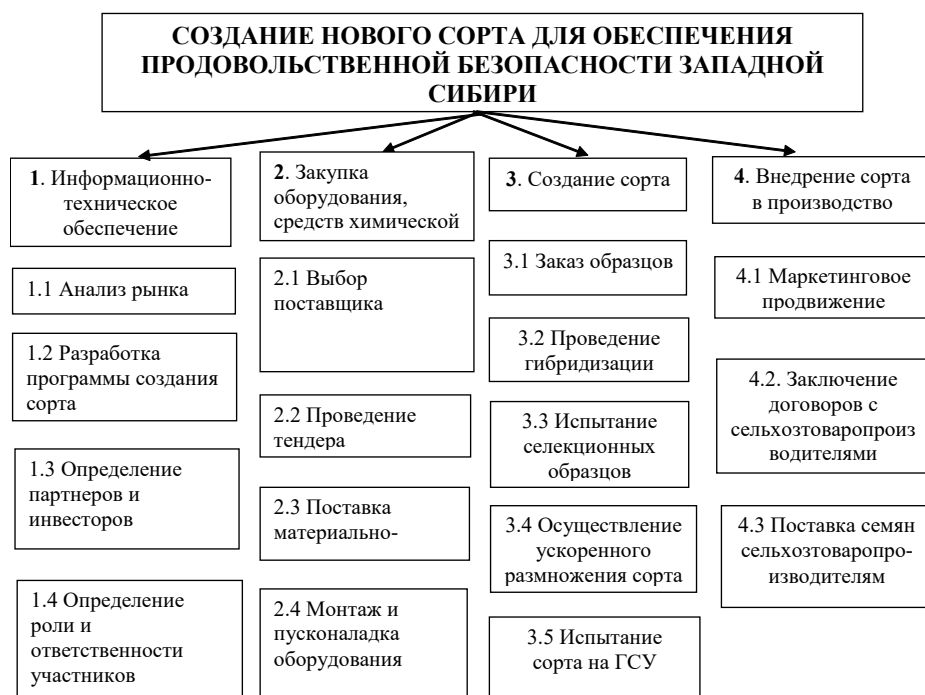 СОЗДАНИЕ НОВОГО СОРТА ДЛЯ ОБЕСПЕЧЕНИЯ
ПРОДОВОЛЬСТВЕННОЙ БЕЗОПАСНОСТИ ЗАПАДНОЙ
СИБИРИ
1. Информационно-
техническое
обеспечение
1.1 Анализ рынка
1.2 Разработка
программы создания
сорта
1.3 Определение
партнеров и
инвесторов
1.4 Определение
роли и
ответственности
участников
2. Закупка
оборудования,
средств химической
2.1 Выбор
поставщика
2.2 Проведение
тендера
2.3 Поставка
материально-
2.4 Монтаж и
пусконаладка
оборудования
3. Создание сорта
3.1 Заказ образцов
3.2 Проведение
гибридизации
3.3 Испытание
селекционных
образцов
3.4 Осуществление
ускоренного
размножения сорта
3.5 Испытание
сорта на ГСУ
4. Внедрение сорта
в производство
4.1 Маркетинговое
продвижение
4.2. Заключение
договоров с
сельхозтоваропроиз
водителями
4.3 Поставка семян
сельхозтоваропро-
изводителям